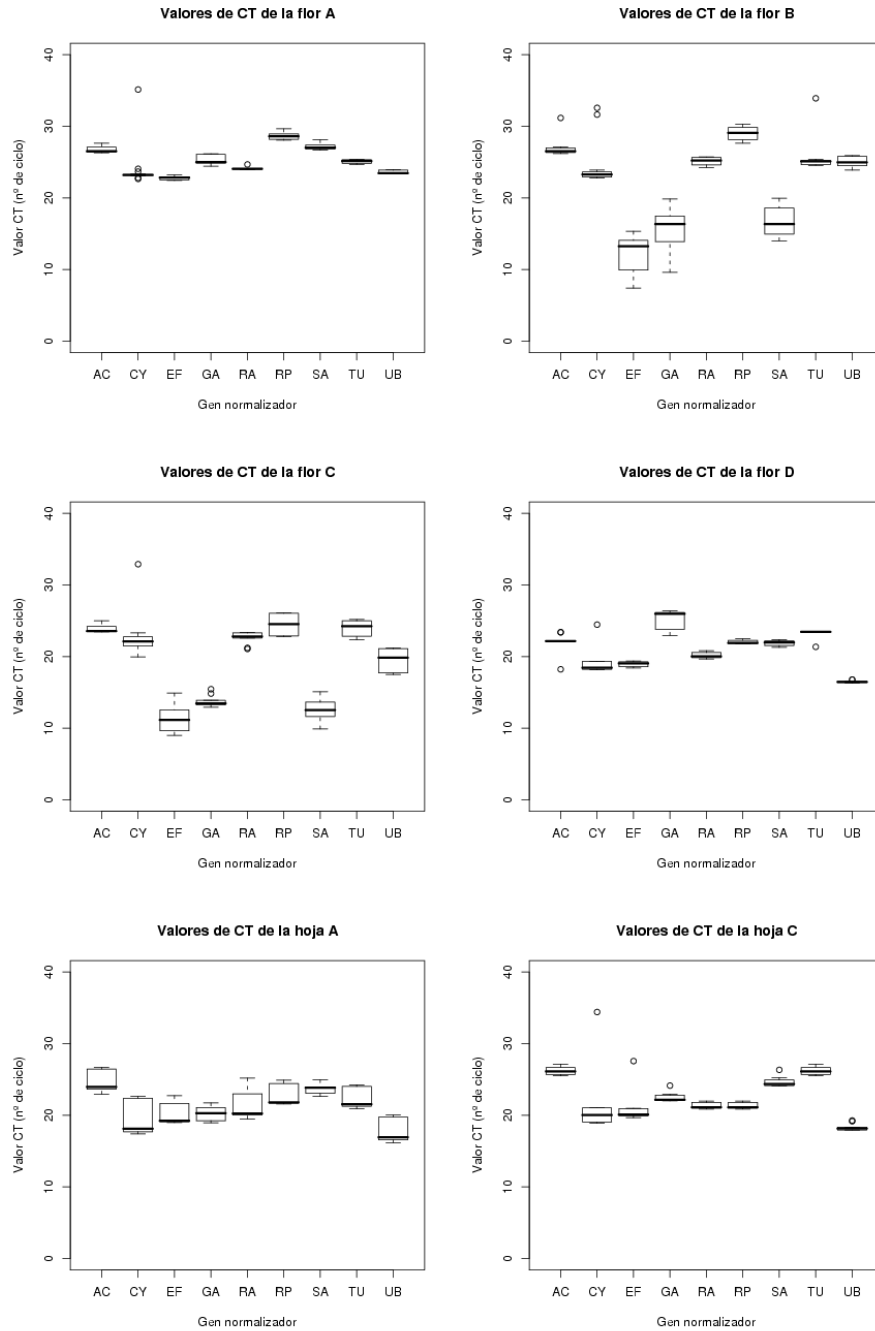 Valores de CT de la flor A
Valor CT (nº de ciclo)
40
30
20
10
0
AC CY EF GA RA RP SA TU UB
Gen normalizador
Valores de CT de la flor B
Valor CT (nº de ciclo)
40
30
20
10
0
AC CY EF GA RA RP SA TU UB
Gen normalizador
Valores de CT de la flor C
Valor CT (nº de ciclo)
40
30
20
10
0
AC CY EF GA RA RP SA TU UB
Gen normalizador
Valores de CT de la flor D
Valor CT (nº de ciclo)
40
30
20
10
0
AC CY EF GA RA RP SA TU UB
Gen normalizador
Valores de CT de la hoja A
Valor CT (nº de ciclo)
40
30
20
10
0
AC CY EF GA RA RP SA TU UB
Gen normalizador
Valores de CT de la hoja C
Valor CT (nº de ciclo)
40
30
20
10
0
AC CY EF GA RA RP SA TU UB
Gen normalizador